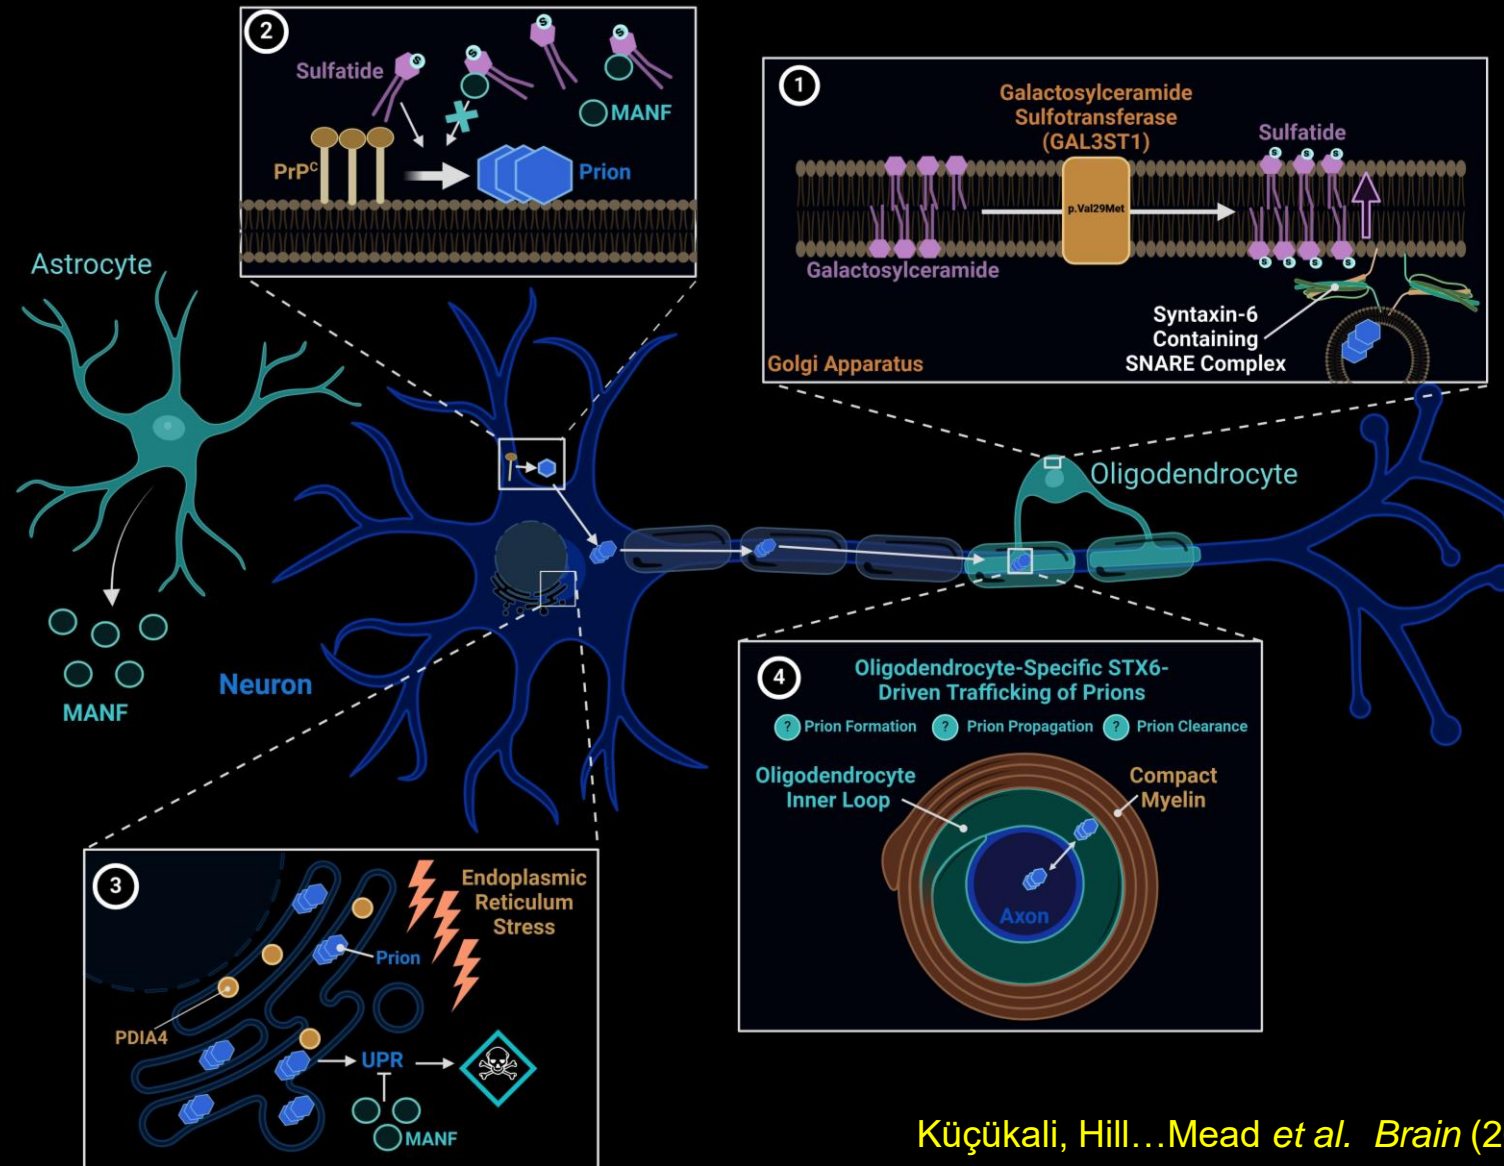 2
Sulfatide
S
S
S
S
MANF
PrPC
Prion
1
Galactosylceramide
Sulfotransferase
(GAL3ST1)
Sulfatide
S
S
S
p.Val29Met
Galactosylceramide
S
S
S
S
Syntaxin-6
Containing
SNARE Complex
Golgi Apparatus
Astrocyte
Oligodendrocyte
Neuron
MANF
3
Endoplasmic
Reticulum
Stress
Prion
PDIA4
UPR
MANF
4
Oligodendrocyte-Specific STX6-
Driven Trafficking of Prions
? Prion Formation ? Prion Propagation ? Prion Clearance
Oligodendrocyte
Inner Loop
Compact
Myelin
Axon
Küçükali, Hill...Mead et al. Brain (2